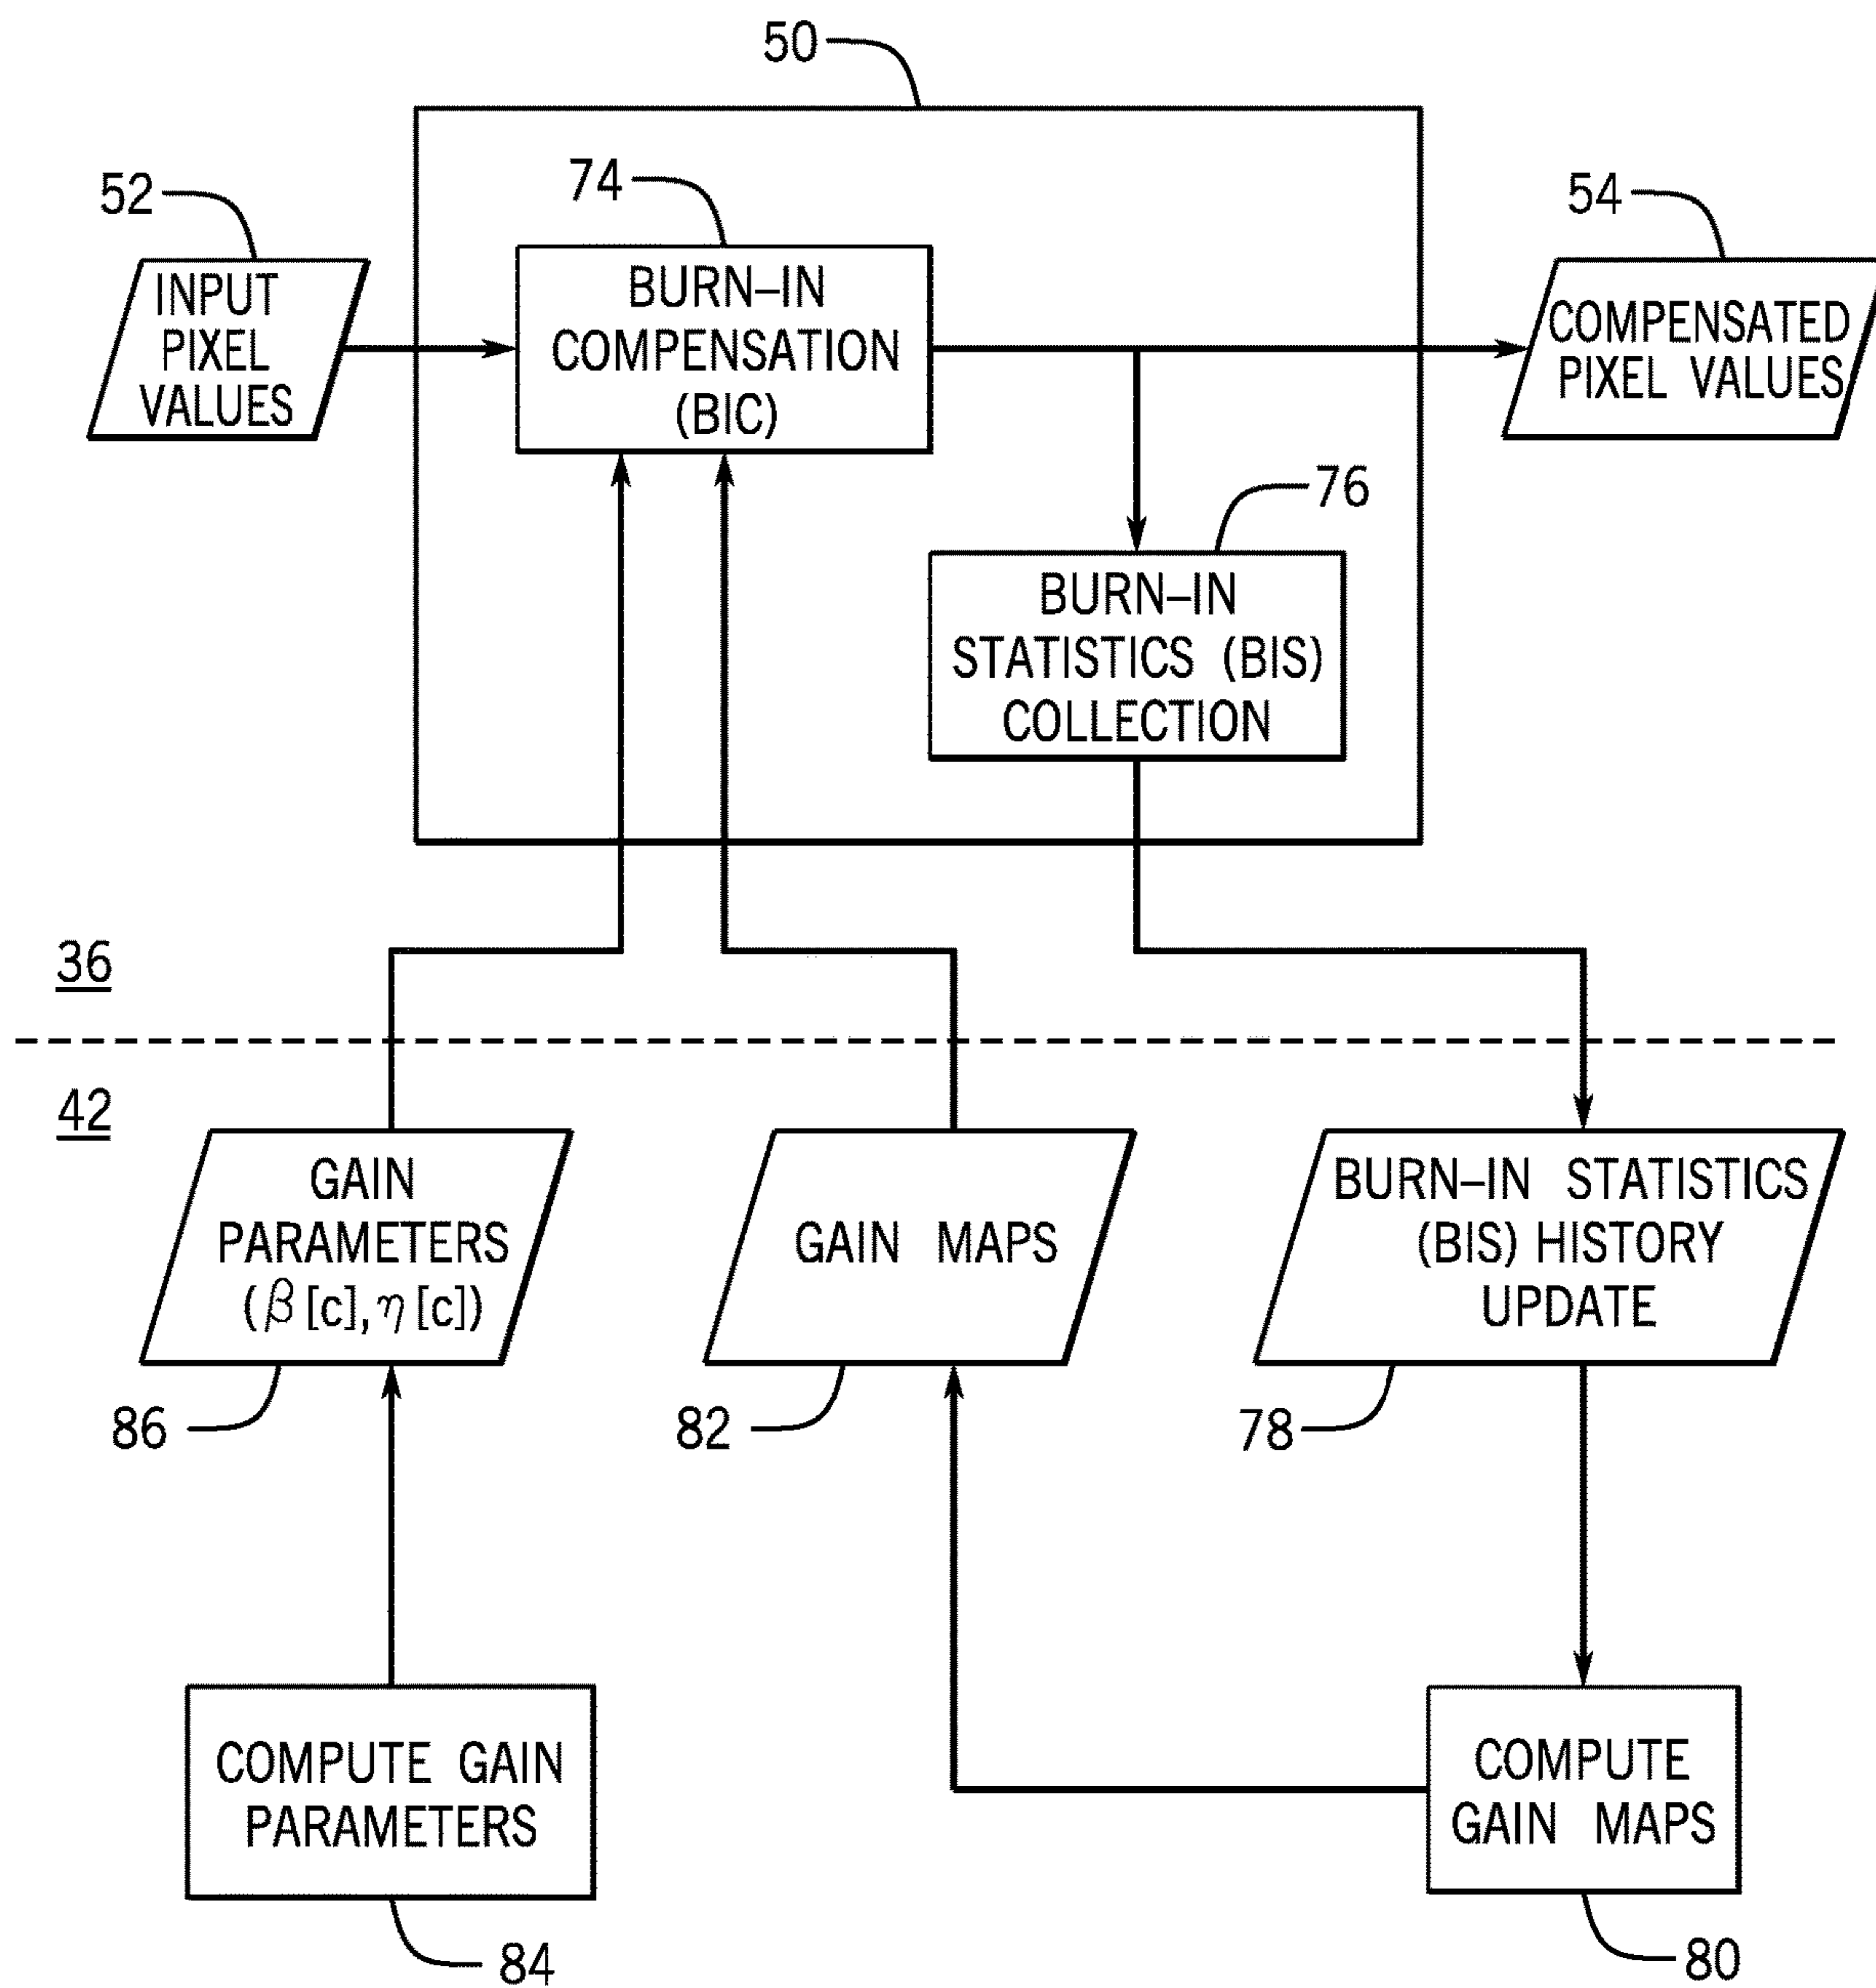 50
74
52
54
INPUT
PIXEL
VALUES
BURN–IN
COMPENSATION
(BIC)
COMPENSATED
PIXEL VALUES
76
BURN–IN
STATISTICS (BIS)
COLLECTION
36
42
GAIN
PARAMETERS
(β[c],η[c])
GAIN MAPS
BURN–IN STATISTICS
(BIS) HISTORY
UPDATE
86
82
78
COMPUTE GAIN
PARAMETERS
COMPUTE
GAIN MAPS
84
80